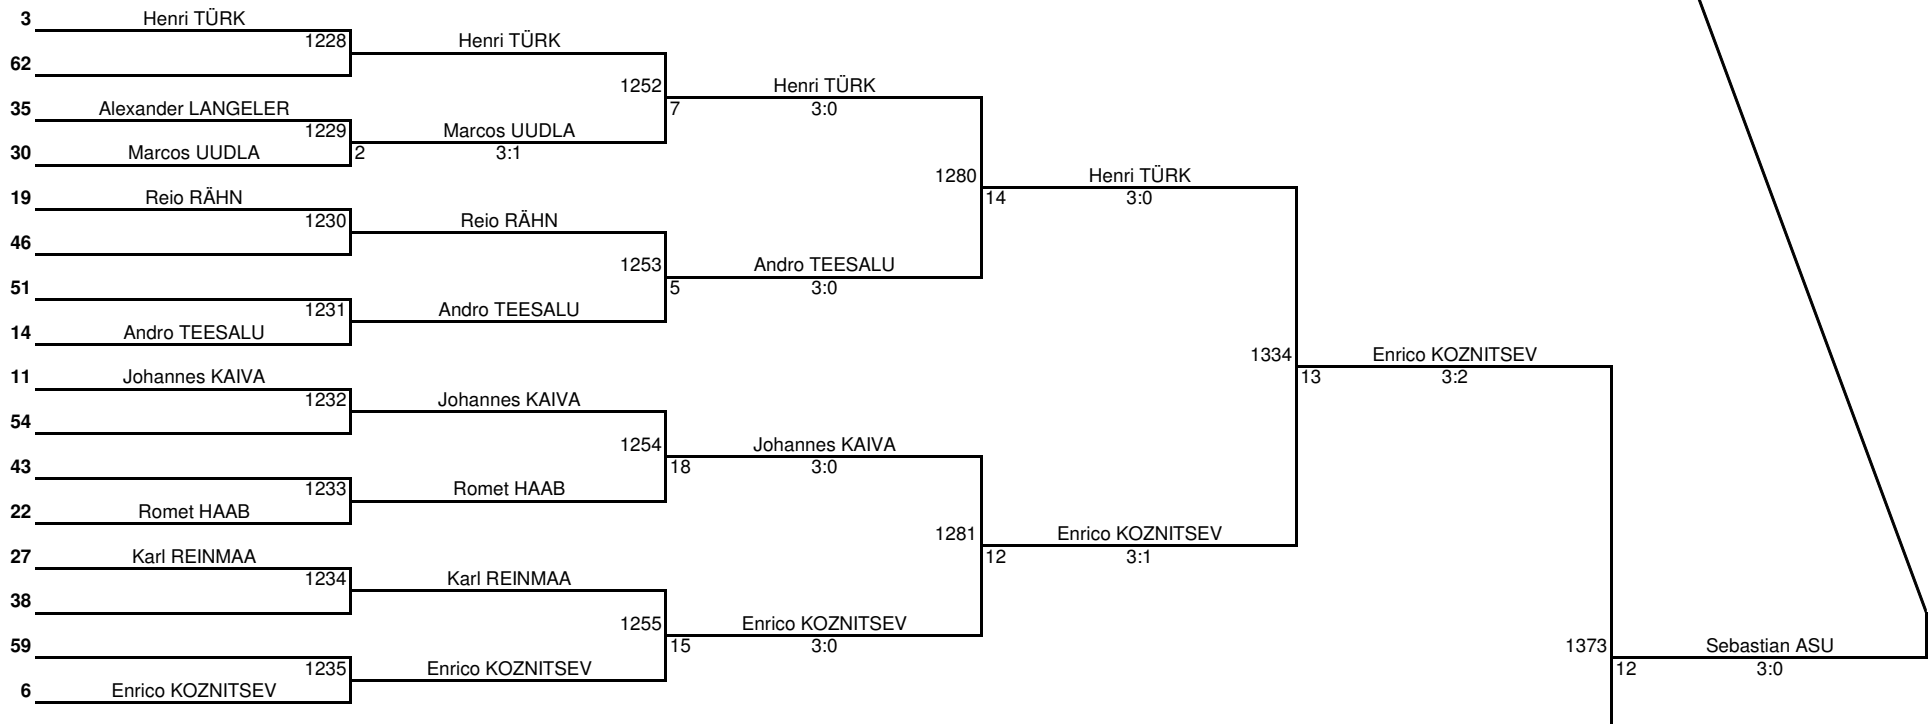 3 Henri TÜRK
1228 Henri TÜRK
62
1252 Henri TÜRK
35 Alexander LANGELER 7 3:0
1229 Marcos UUDLA
30 Marcos UUDLA 2 3:1
1280 Henri TÜRK
19 Reio RÄHN 14 3:0
1230 Reio RÄHN
46
1253 Andro TEESALU
51 5 3:0
1231 Andro TEESALU
14 Andro TEESALU
1334 Enrico KOZNITSEV
11 Johannes KAIVA 13 3:2
1232 Johannes KAIVA
54
1254 Johannes KAIVA
43 18 3:0
1233 Romet HAAB
22 Romet HAAB
1281 Enrico KOZNITSEV
27 Karl REINMAA 12 3:1
1234 Karl REINMAA
38
1255 Enrico KOZNITSEV
59 15 3:0 1373 Sebastian ASU
1235 Enrico KOZNITSEV 12 3:0
6 Enrico KOZNITSEV